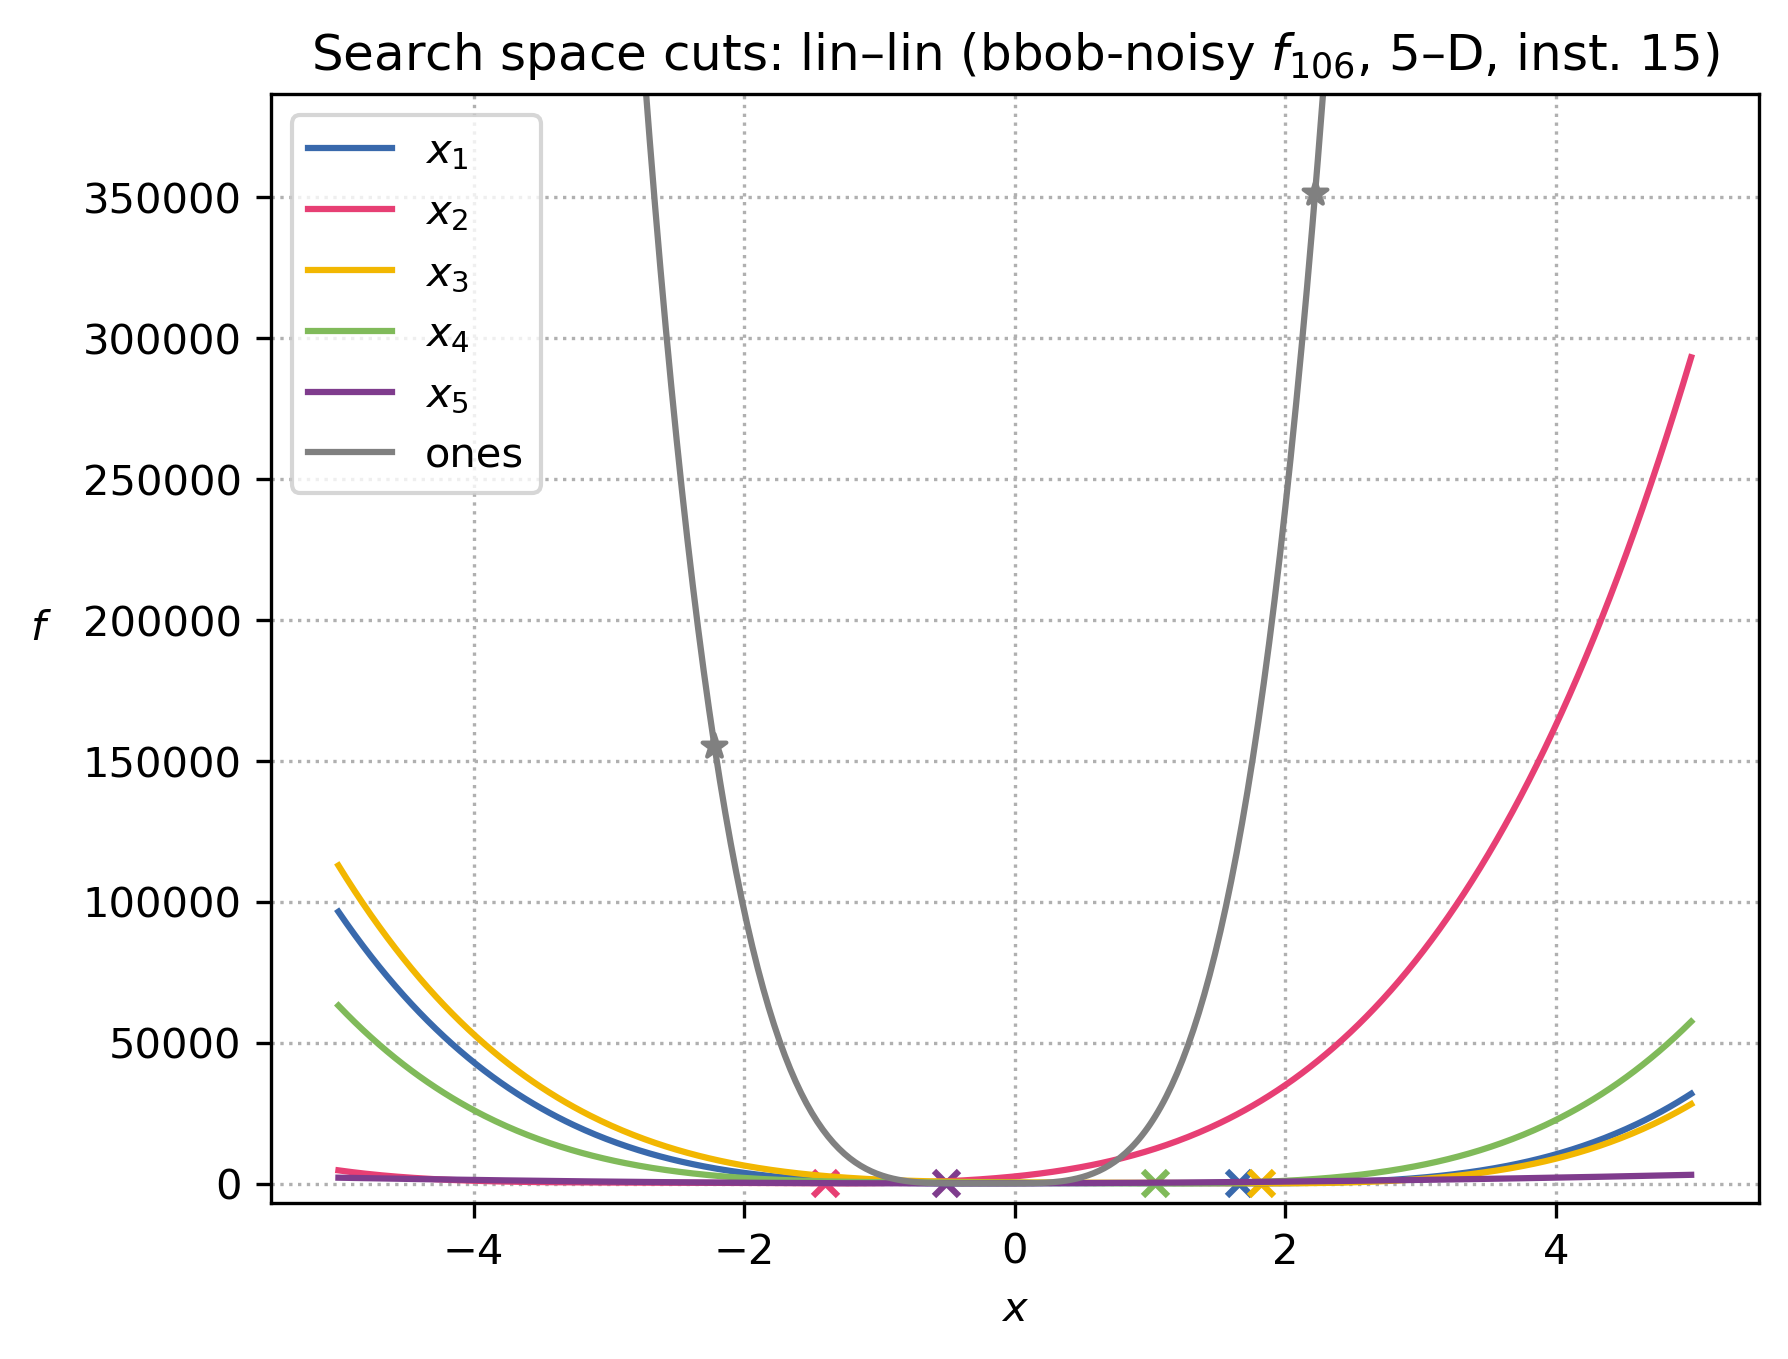 Search space cuts: lin–lin (bbob-noisy f106, 5–D, inst. 15)
x1
x2
x3
x4
x5
ones
350000
300000
250000
200000
150000
100000
50000
0
f
−4 −2 0 2 4
x